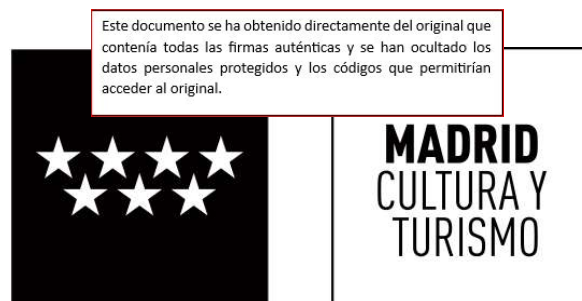 Este documento se ha obtenido directamente del original que
contenía todas las firmas auténticas y se han ocultado los
datos personales protegidos y los códigos que permitirían
acceder al original.
MADRID
CULTURA Y
TURISMO